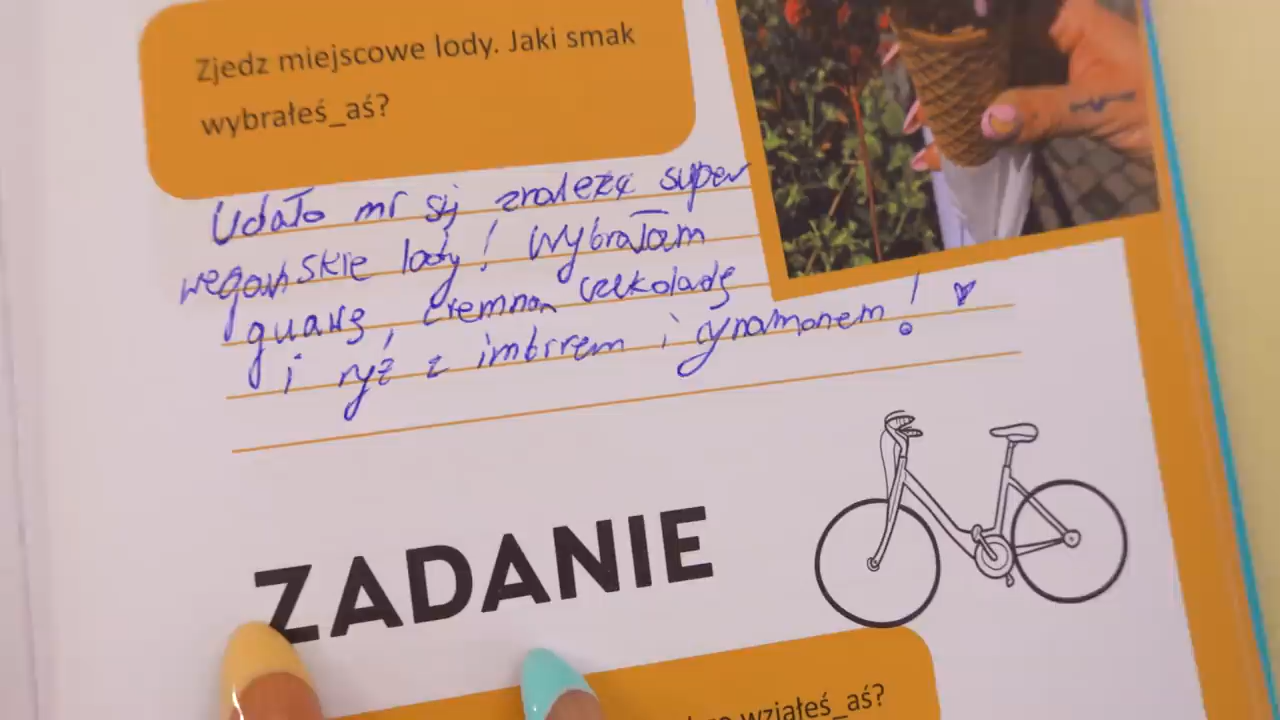 Zjedz miejscowe lody. Jaki smak
wybrałeś_aś?
Udało mi się znaleźć super
wegańskie lody! Wybrałam
guawę, ciemną czekoladę
i ryż z imbirem i cynamonem!
ZADANIE
wziąłeś_aś?